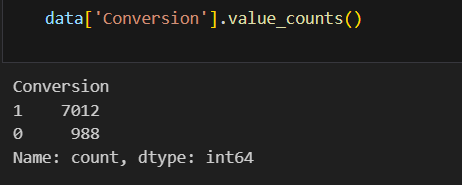 data['Conversion'].value_counts()
Conversion
1    7012
0     988
Name: count, dtype: int64